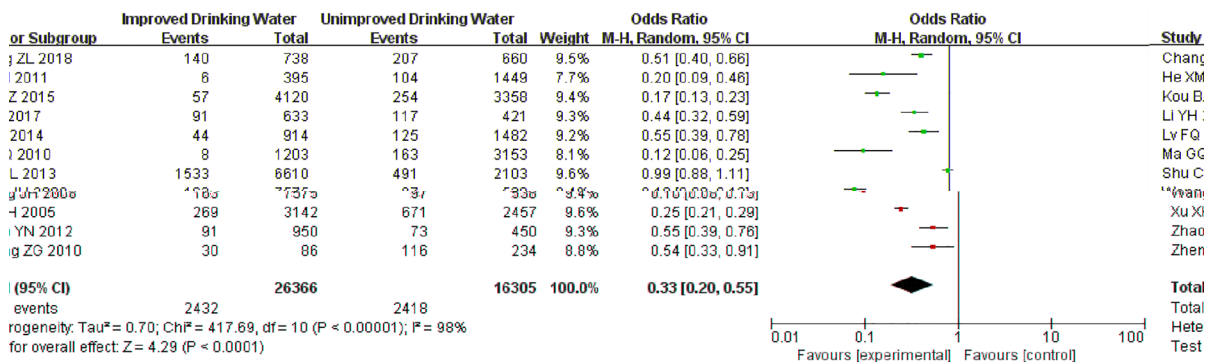 Improved Drinking Water Unimproved Drinking Water Odds Ratio Odds Ratio
or Subgroup Events Total Events Total Weight M-H, Random, 95% CI M-H, Random, 95% CI Study
ZL 2018 140 738 207 660 9.5% 0.51 [0.40, 0.66] Chang
2011 6 395 104 1449 7.7% 0.20 [0.09, 0.46] He XM
Z 2015 57 4120 254 3358 9.4% 0.17 [0.13, 0.23] Kou B
2017 91 633 117 421 9.4% 0.44 [0.32, 0.59] Li YH
2014 44 914 125 1482 9.3% 0.55 [0.39, 0.78] Lv FQ
2010 8 1203 163 3153 8.1% 0.12 [0.06, 0.25] Ma GQ
L 2013 1533 6610 491 2103 9.6% 0.99 [0.88, 1.11] Shu C
2008 97 9.4%
H 2005 269 3142 671 2457 9.6% 0.25 [0.21, 0.29] Xu X
YN 2012 91 950 73 450 9.3% 0.55 [0.39, 0.76] Zhao
g ZG 2010 30 86 116 234 8.8% 0.54 [0.33, 0.91] Zhen
(95% CI) 26366 16305 100.0% 0.33 [0.20, 0.55] Total
events 2432 2418 Total
rogeneity: Tau² = 0.70; Chi² = 417.69, df = 10 (P < 0.00001); I² = 98% Hete
for overall effect: Z = 4.29 (P < 0.0001) Test
0.01 0.1 1 10 100
Favours [experimental] Favours [control]